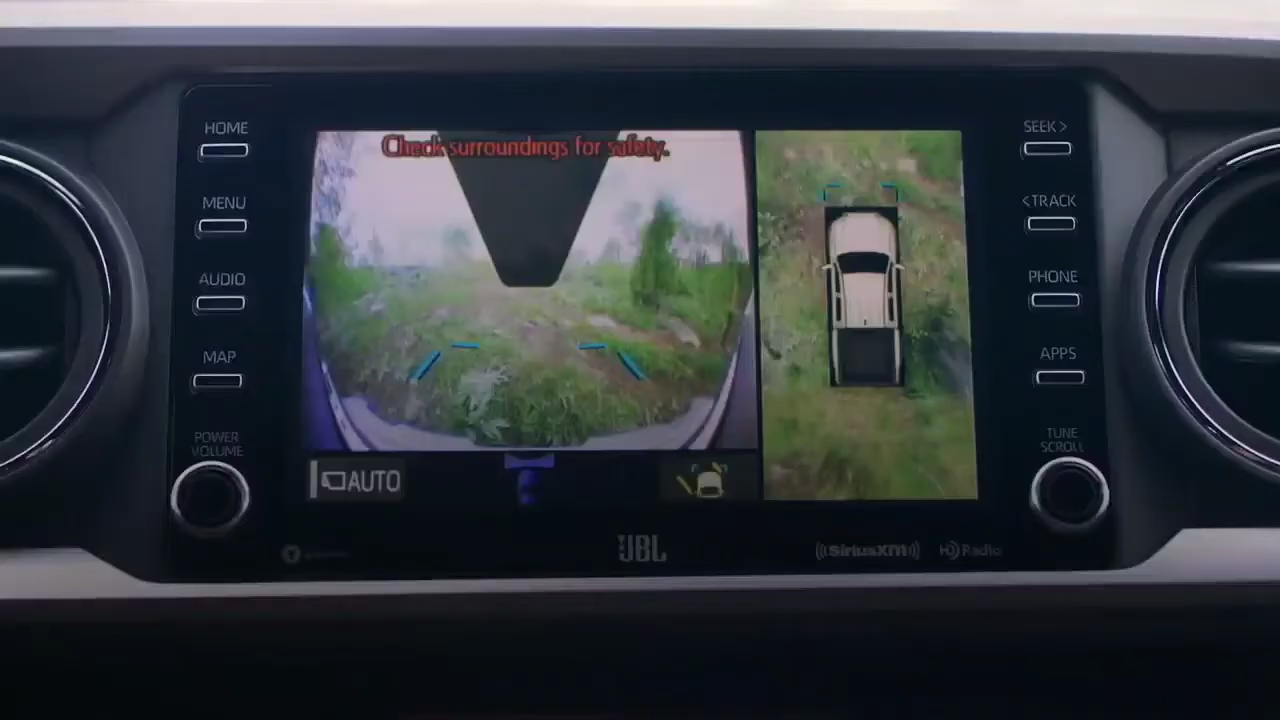 HOME
MENU
AUDIO
MAP
POWER
VOLUME
Check surroundings for safety.
AUTO
JBL
SiriusXM
HD Radio
SEEK >
< TRACK
PHONE
APPS
TUNE
SCROLL